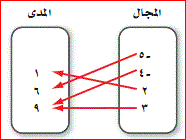 المجال المدى
-٥
-٤ ١
٢ ٦
٣ ٩